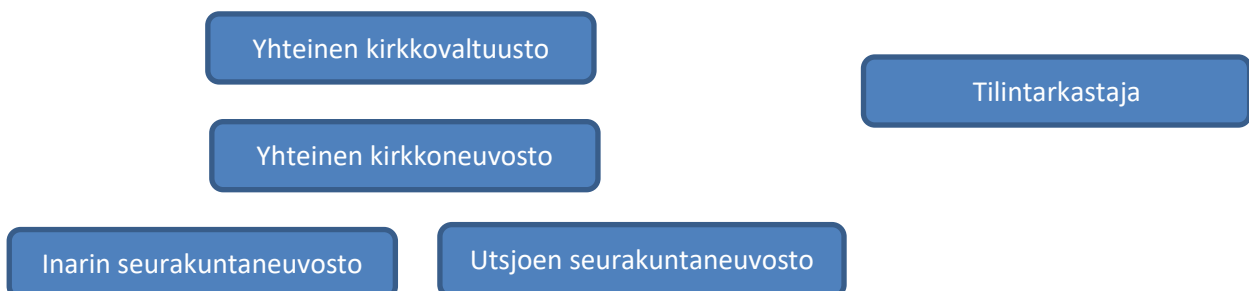 Yhteinen kirkkovaltuusto
Tilintarkastaja
Yhteinen kirkkoneuvosto
Inarin seurakuntaneuvosto
Utsjoen seurakuntaneuvosto